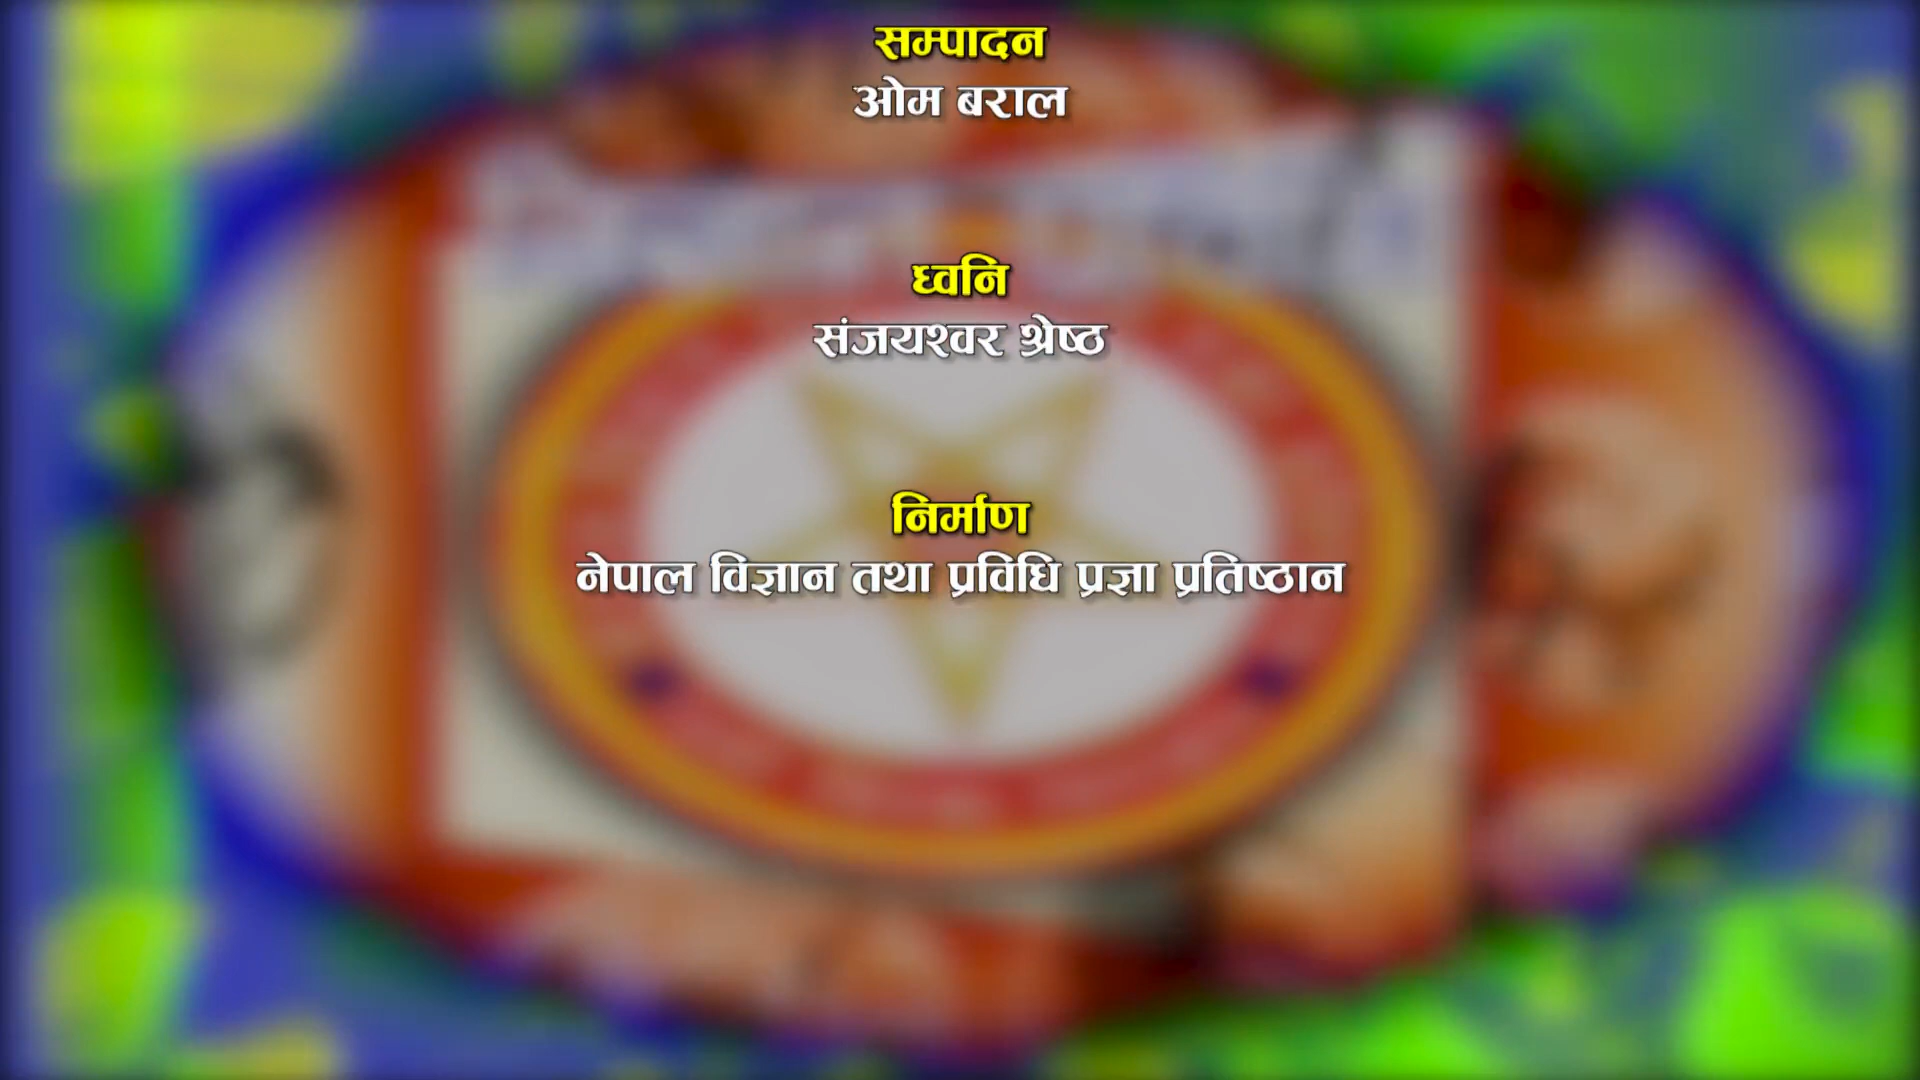 सम्पादन
ओम बराल
ध्वनि
संजयश्वर श्रेष्ठ
निर्माण
नेपाल विज्ञान तथा प्रविधि प्रज्ञा प्रतिष्ठान